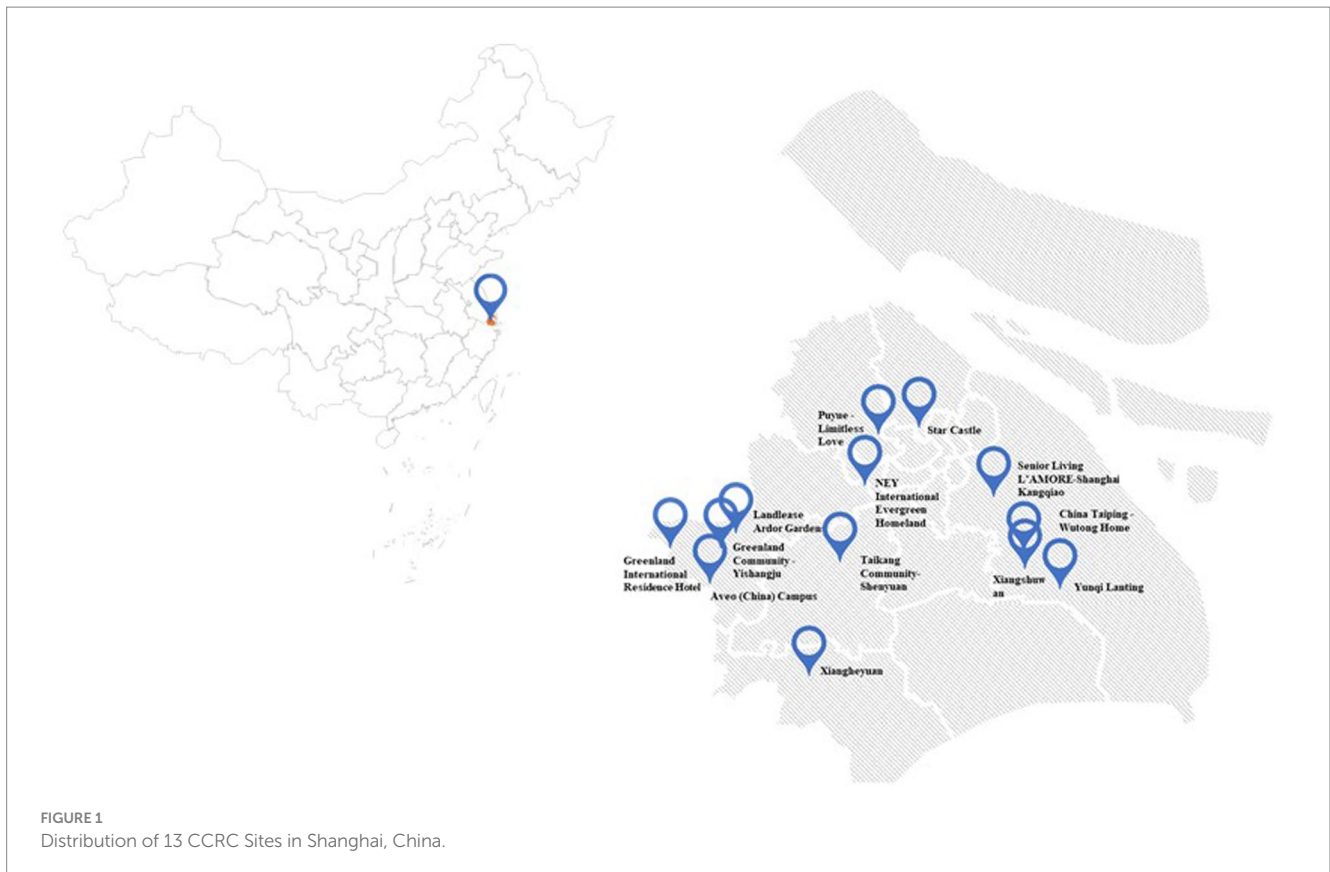 Puyue -
Limitless
Love
Star Castle
NEY
International
Evergreen
Homeland
Senior Living
L'AMORE-Shanghai
Kangqiao
China Taiping -
Wutong Home
Landlease
Ardor Gardens
Greenland
Community -
Yishangju
Greenland
International
Residence Hotel
Aveo (China) Campus
Taikang
Community-
Shenyuan
Xiangshuw
an
Yunqi Lanting
Xiangheyuan
FIGURE 1
Distribution of 13 CCRC Sites in Shanghai, China.